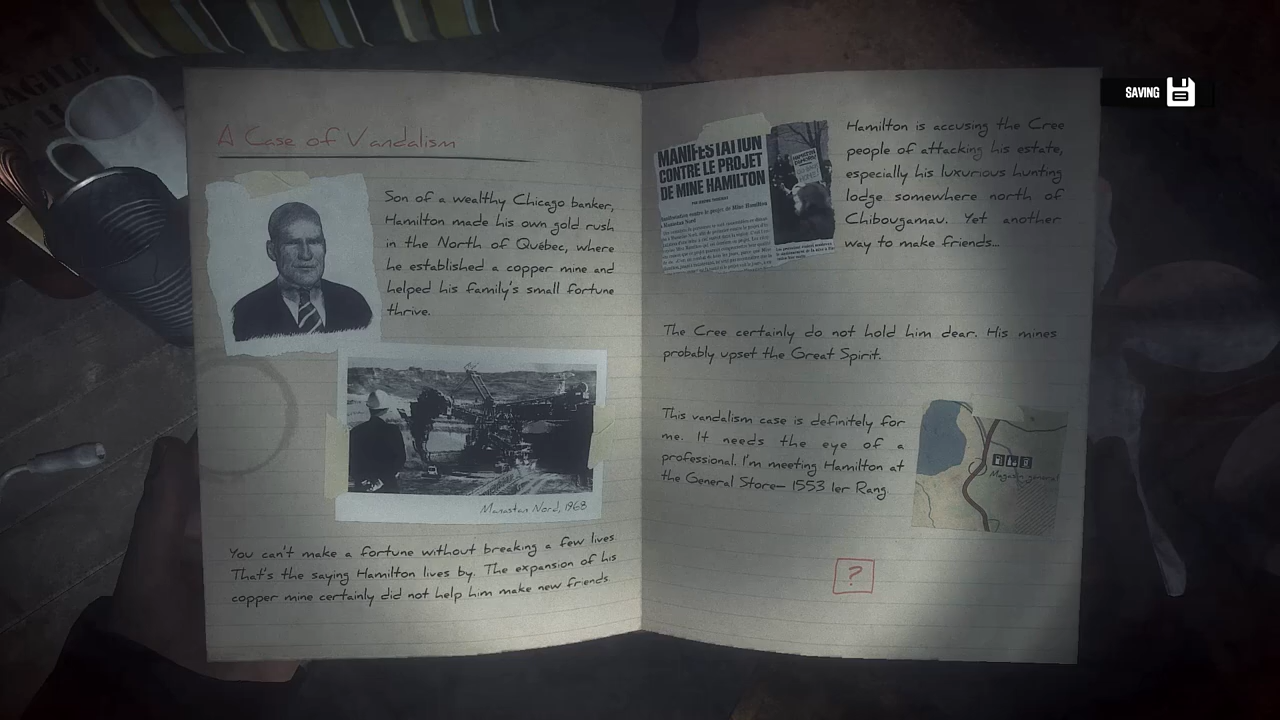 SAVING
A Case of Vandalism
Son of a wealthy Chicago banker,
Hamilton made his own gold rush
in the North of Québec, where
he established a copper mine and
helped his family's small fortune
thrive.
Manastan Nord, 1968
You can't make a fortune without breaking a few lives.
That's the saying Hamilton lives by. The expansion of his
copper mine certainly did not help him make new friends.
MANIFESTATION
CONTRE LE PROJET
DE MINE HAMILTON
Hamilton is accusing the Cree
people of attacking his estate,
especially his luxurious hunting
lodge somewhere north of
Chibougamau. Yet another
way to make friends...
The Cree certainly do not hold him dear. His mines
probably upset the Great Spirit.
This vandalism case is definitely for
me. It needs the eye of a
professional. I'm meeting Hamilton at
the General Store- 1553 1er Rang.
Magasin general
?